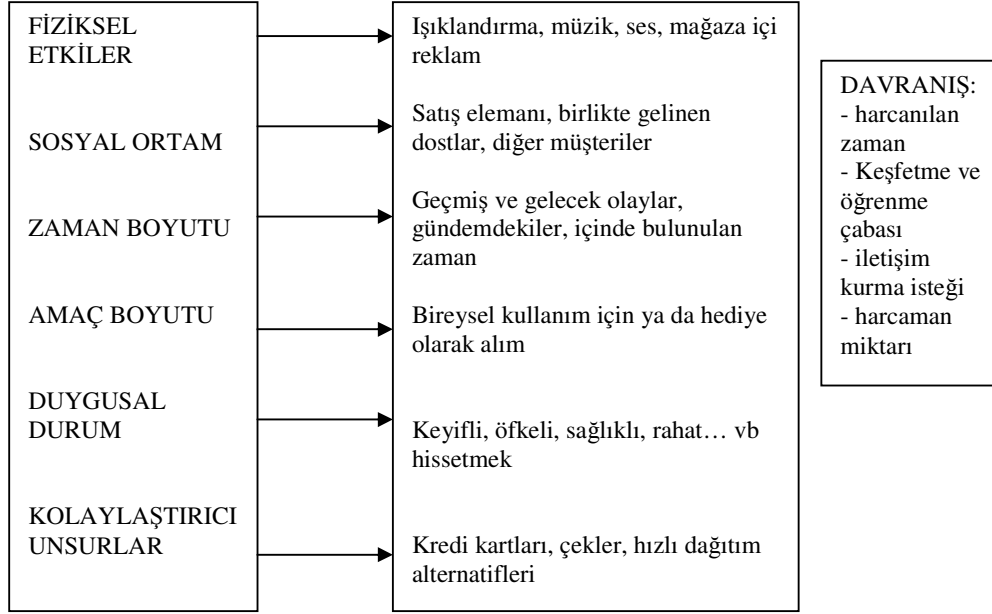 FİZİKSEL
ETKİLER
SOSYAL ORTAM
ZAMAN BOYUTU
AMAÇ BOYUTU
DUYGUSAL
DURUM
KOLAYLAŞTIRICI
UNSURLAR
Işıklandırma, müzik, ses, mağaza içi
reklam
Satış elemanı, birlikte gelinen
dostlar, diğer müşteriler
Geçmiş ve gelecek olaylar,
gündemdekiler, içinde bulunulan
zaman
Bireysel kullanım için ya da hediye
olarak alım
Keyifli, öfkeli, sağlıklı, rahat… vb
hissetmek
Kredi kartları, çekler, hızlı dağıtım
alternatifleri
DAVRANIŞ:
- harcanılan
zaman
- Keşfetme ve
öğrenme
çabası
- iletişim
kurma isteği
- harcaman
miktarı